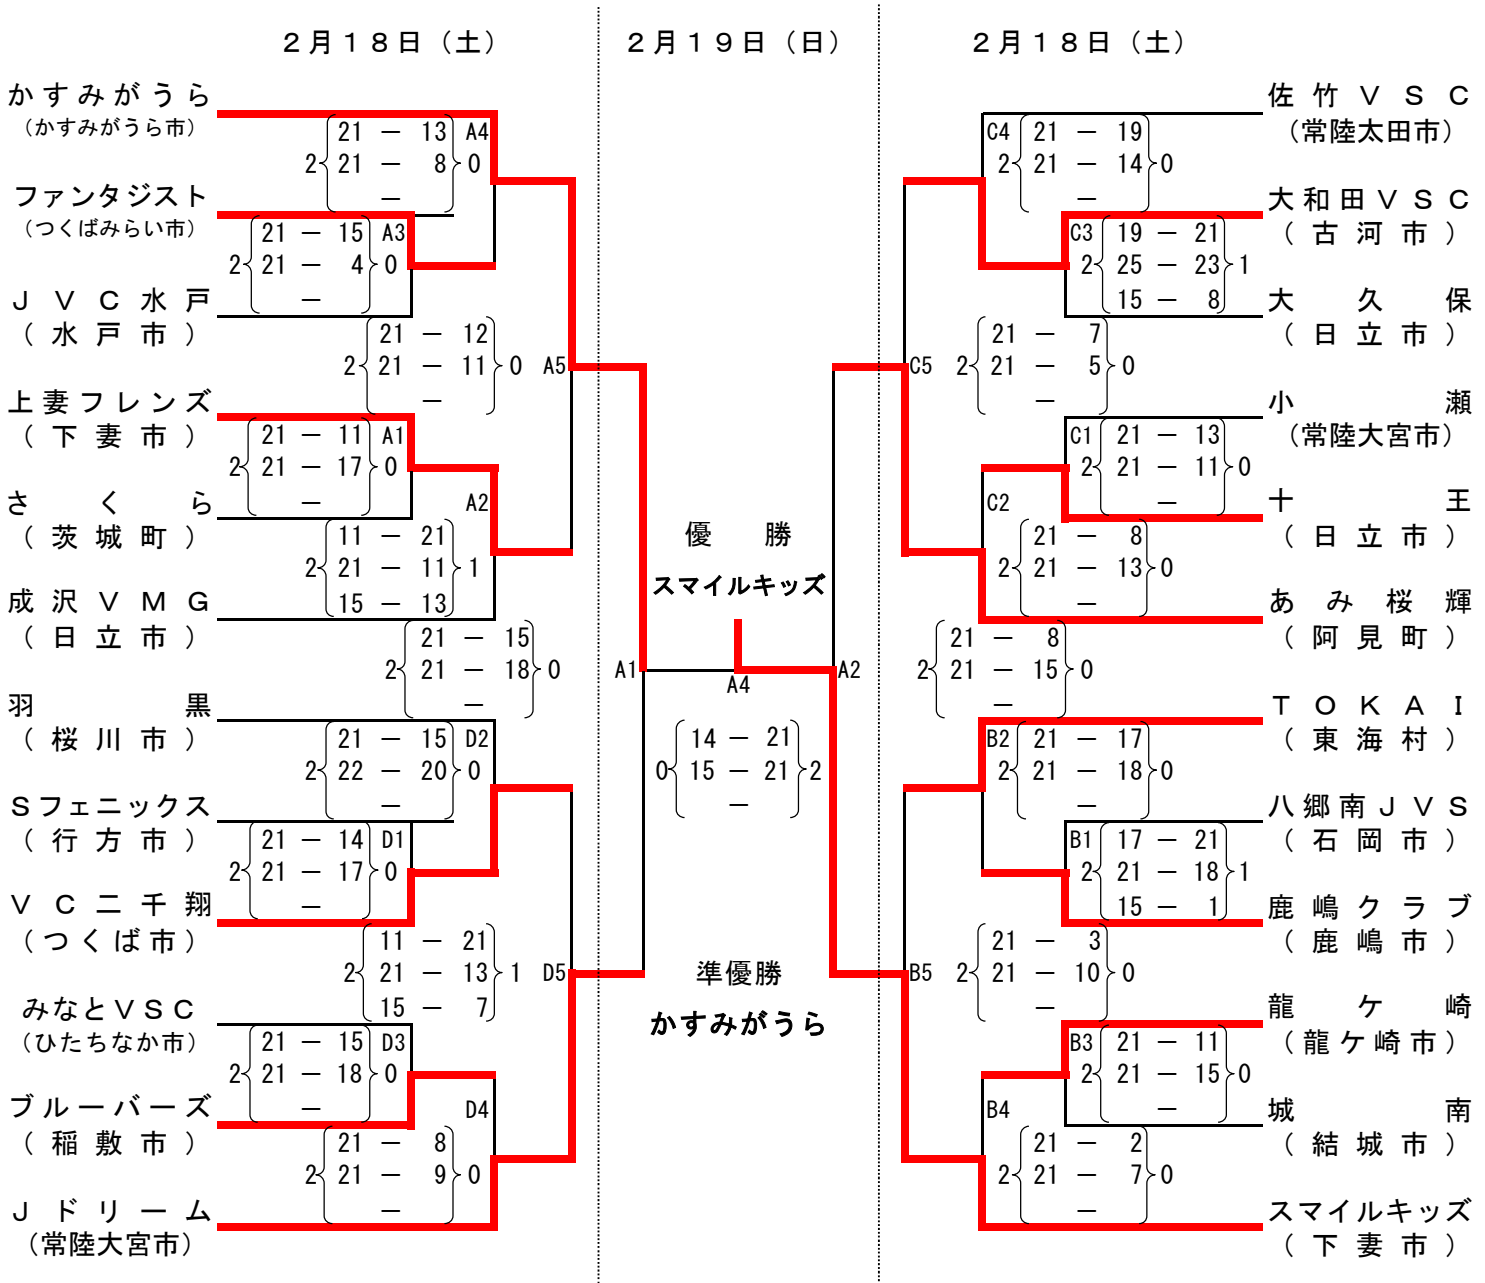 ２月１８日（土）
２月１９日（日）
２月１８日（土）
かすみがうら
（かすみがうら市）
21 － 13 A4
2 21 － 8 0
－
ファンタジスト
（つくばみらい市）
21 － 15 A3
2 21 － 4 0
－
ＪＶＣ水戸
（水戸市）
21 － 12
2 21 － 11 0 A5
－
上妻フレンズ
（下妻市）
21 － 11 A1
2 21 － 17 0
－
さくら
（茨城町）
A2
11 － 21
2 21 － 11 1
15 － 13
成沢ＶＭＧ
（日立市）
21 － 15
2 21 － 18 0
－
羽黒
（桜川市）
21 － 15 D2
2 22 － 20 0
－
Ｓフェニックス
（行方市）
21 － 14 D1
2 21 － 17 0
－
ＶＣ二千翔
（つくば市）
11 － 21
2 21 － 13 1 D5
15 － 7
みなとＶＳＣ
（ひたちなか市）
21 － 15 D3
2 21 － 18 0
－
ブルーバーズ
（稲敷市）
D4
21 － 8
2 21 － 9 0
－
Ｊドリーム
（常陸大宮市）
優勝
スマイルキッズ
A1
A4
A2
14 － 21
0 15 － 21 2
－
準優勝
かすみがうら
佐竹ＶＳＣ
（常陸太田市）
C4 21 － 19
2 21 － 14 0
－
大和田ＶＳＣ
（古河市）
C3 19 － 21
2 25 － 23 1
15 － 8
大久保
（日立市）
21 － 7
C5 2 21 － 5 0
－
小瀬
（常陸大宮市）
C1 21 － 13
2 21 － 11 0
－
十王
（日立市）
C2
21 － 8
2 21 － 13 0
－
あみ桜輝
（阿見町）
21 － 8
2 21 － 15 0
－
ＴＯＫＡＩ
（東海村）
B2 21 － 17
2 21 － 18 0
－
八郷南ＪＶＳ
（石岡市）
B1 17 － 21
2 21 － 18 1
15 － 1
鹿嶋クラブ
（鹿嶋市）
21 － 3
B5 2 21 － 10 0
－
龍ケ崎
（龍ケ崎市）
B3 21 － 11
2 21 － 15 0
－
城南
（結城市）
B4
21 － 2
2 21 － 7 0
－
スマイルキッズ
（下妻市）